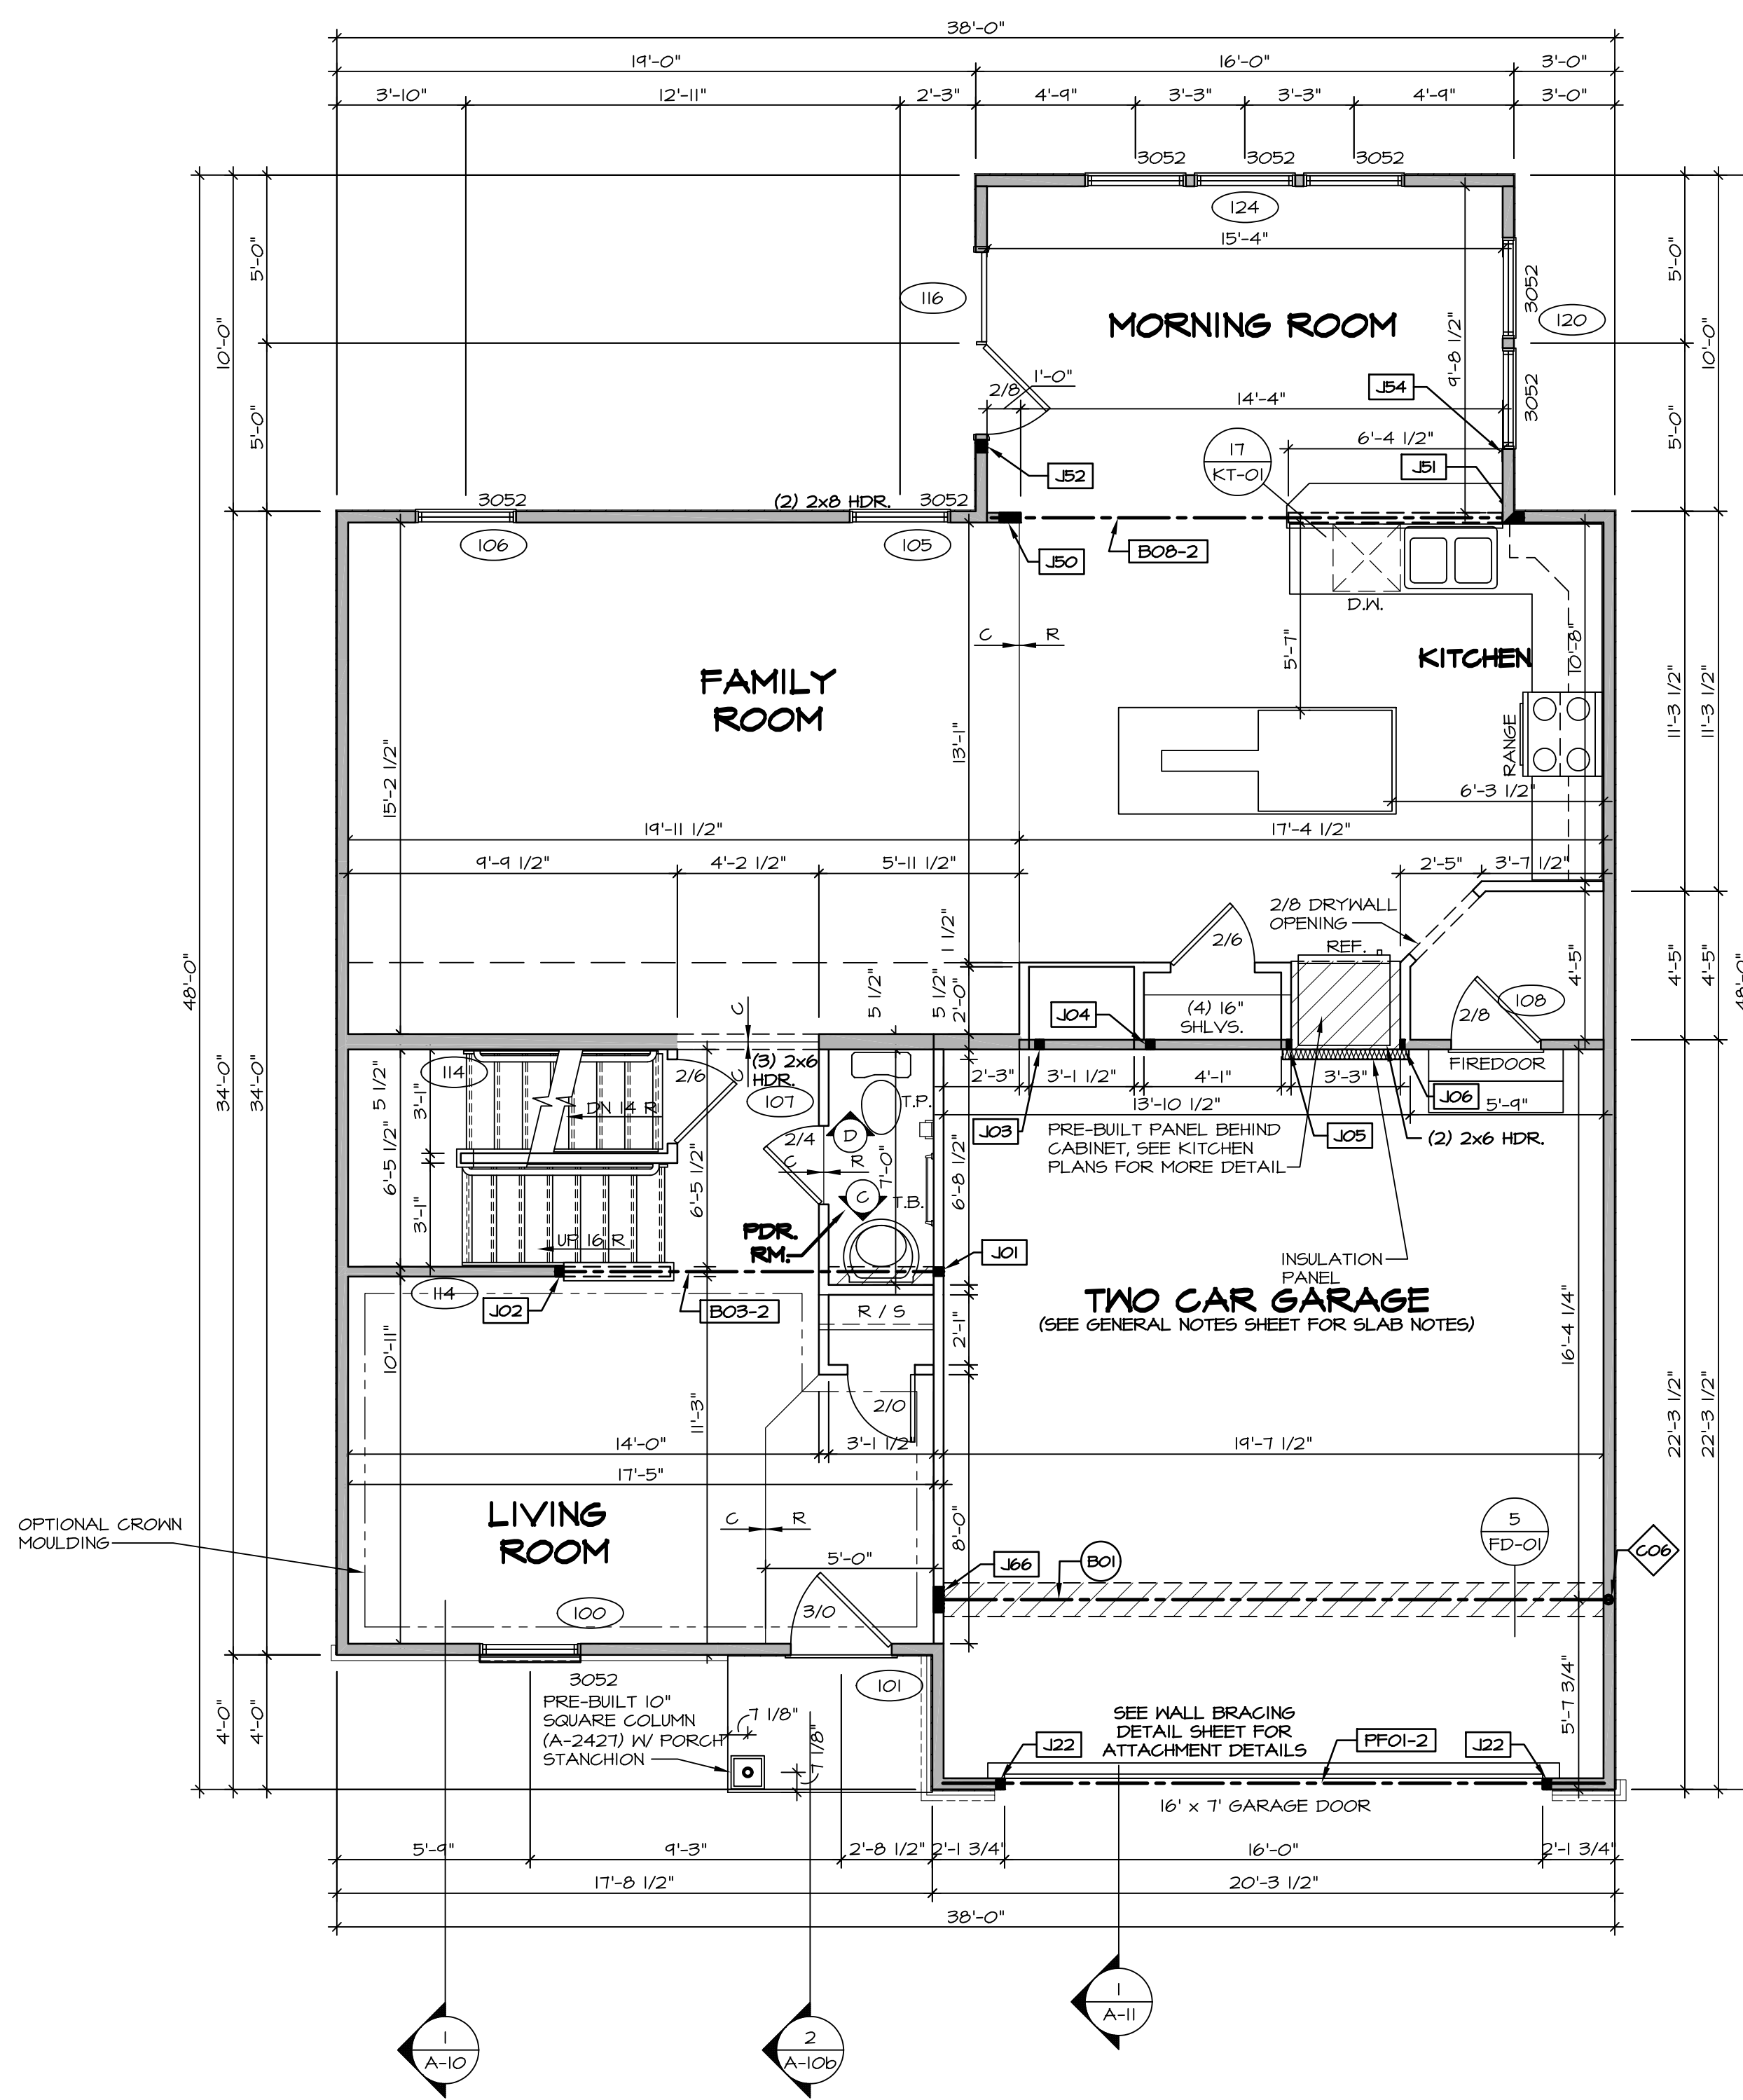 38'-0"
19'-0" 16'-0" 3'-0"
3'-10" 12'-11" 2'-3" 4'-9" 3'-3" 3'-3" 4'-9" 3'-0"
3052 3052 3052
124
15'-4"
5'-0"
10'-0"
5'-0"
116
MORNING ROOM
9'-8 1/2"
3052
120
3052
5'-0"
10'-0"
5'-0"
2/8
1'-0"
14'-4"
J54
6'-4 1/2"
17
KT-01
J51
J52
3052
(2) 2x8 HDR.
3052
106
105
J50
B08-2
D.W.
C R
5'-7"
KITCHEN
10'-8"
FAMILY
ROOM
RANGE
6'-3 1/2"
15'-2 1/2"
13'-1"
11'-3 1/2"
11'-3 1/2"
19'-11 1/2"
17'-4 1/2"
9'-9 1/2" 4'-2 1/2" 5'-11 1/2"
2'-5" 3'-7 1/2"
2/8 DRYWALL
OPENING
2/6
REF.
48'-0"
5 1/2"
5 1/2"
2'-0"
4'-5"
4'-5"
4'-5"
48'-0"
C
C
J04
(4) 16"
SHLVS.
2/8
108
FIREDOOR
34'-0"
34'-0"
114
5 1/2"
3'-1"
DN 14 R
2/6
(3) 2x6
HDR.
107
2'-3" 3'-1 1/2" 4'-1" 3'-3"
13'-10 1/2"
5'-9"
J06
T.P.
2/4
D
J03
J05
(2) 2x6 HDR.
PRE-BUILT PANEL BEHIND
CABINET, SEE KITCHEN
PLANS FOR MORE DETAIL
6'-5 1/2"
3'-1"
6'-5 1/2"
C R
7'-0"
6'-8 1/2"
C
T.B.
UP 16 R
PDR.
RM.
J01
INSULATION
PANEL
114
J02
B03-2
R / S
TWO CAR GARAGE
(SEE GENERAL NOTES SHEET FOR SLAB NOTES)
2'-1"
10'-11"
16'-4 1/4"
2/0
11'-3"
22'-3 1/2"
22'-3 1/2"
14'-0" 3'-1 1/2" 19'-7 1/2"
17'-5"
LIVING
ROOM
OPTIONAL CROWN
MOULDING
C R
5'-0"
8'-0"
5
FD-01
C06
J66
B01
100
3/0
3052
101
PRE-BUILT 10"
SQUARE COLUMN
(A-2427) W/ PORCH
STANCHION
7 1/8"
7 1/8"
4'-0"
4'-0"
5'-7 3/4"
SEE WALL BRACING
DETAIL SHEET FOR
ATTACHMENT DETAILS
J22
PF01-2
J22
16' x 7' GARAGE DOOR
5'-9" 9'-3" 2'-8 1/2" 2'-1 3/4" 16'-0" 2'-1 3/4"
17'-8 1/2" 20'-3 1/2"
38'-0"
1
A-11
1
A-10
2
A-10b